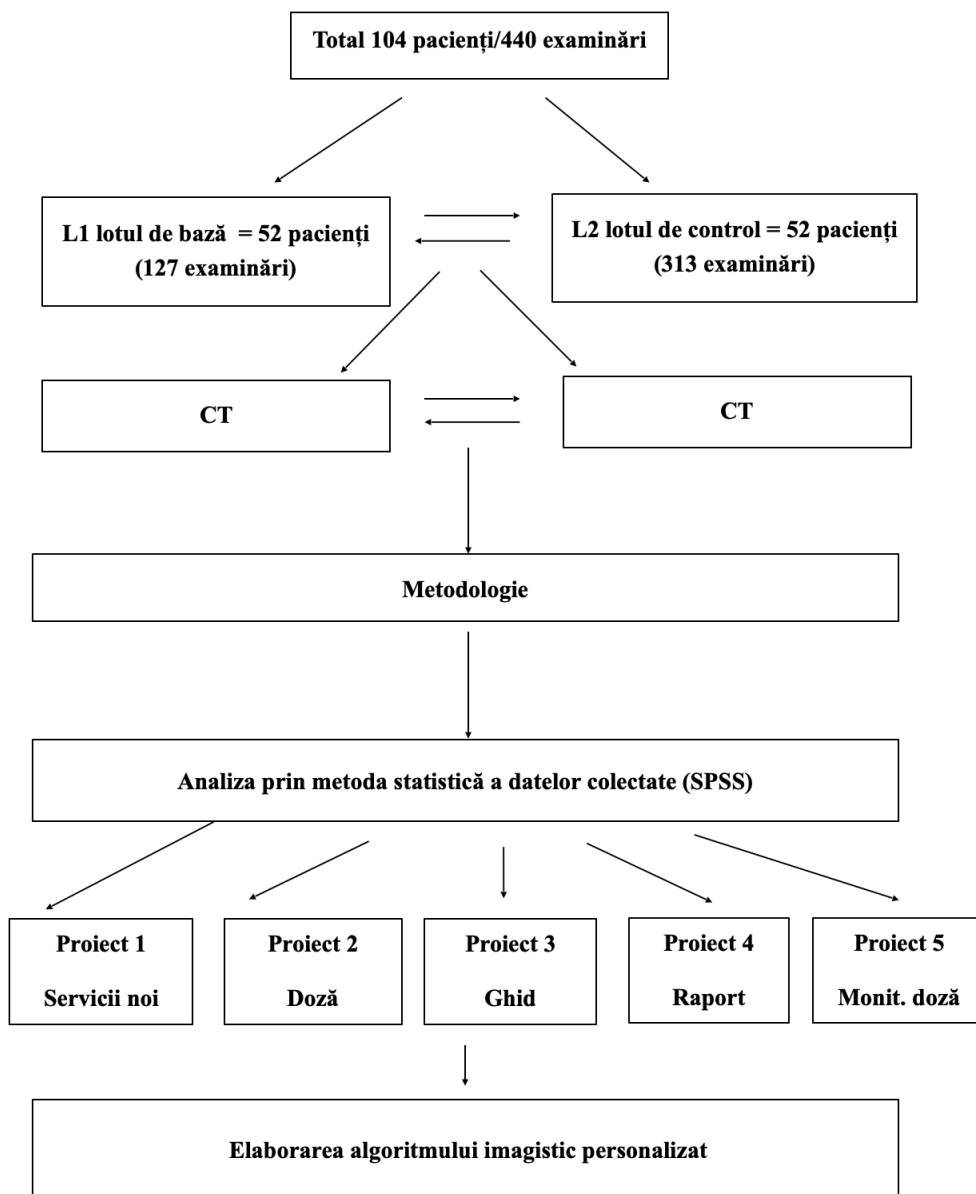 Total 104 pacienți/440 examinări
L1 lotul de bază = 52 pacienți
(127 examinări)
L2 lotul de control = 52 pacienți
(313 examinări)
CT
CT
Metodologie
Analiza prin metoda statistică a datelor colectate (SPSS)
Proiect 1
Servicii noi
Proiect 2
Doză
Proiect 3
Ghid
Proiect 4
Raport
Proiect 5
Monit. doză
Elaborarea algoritmului imagistic personalizat